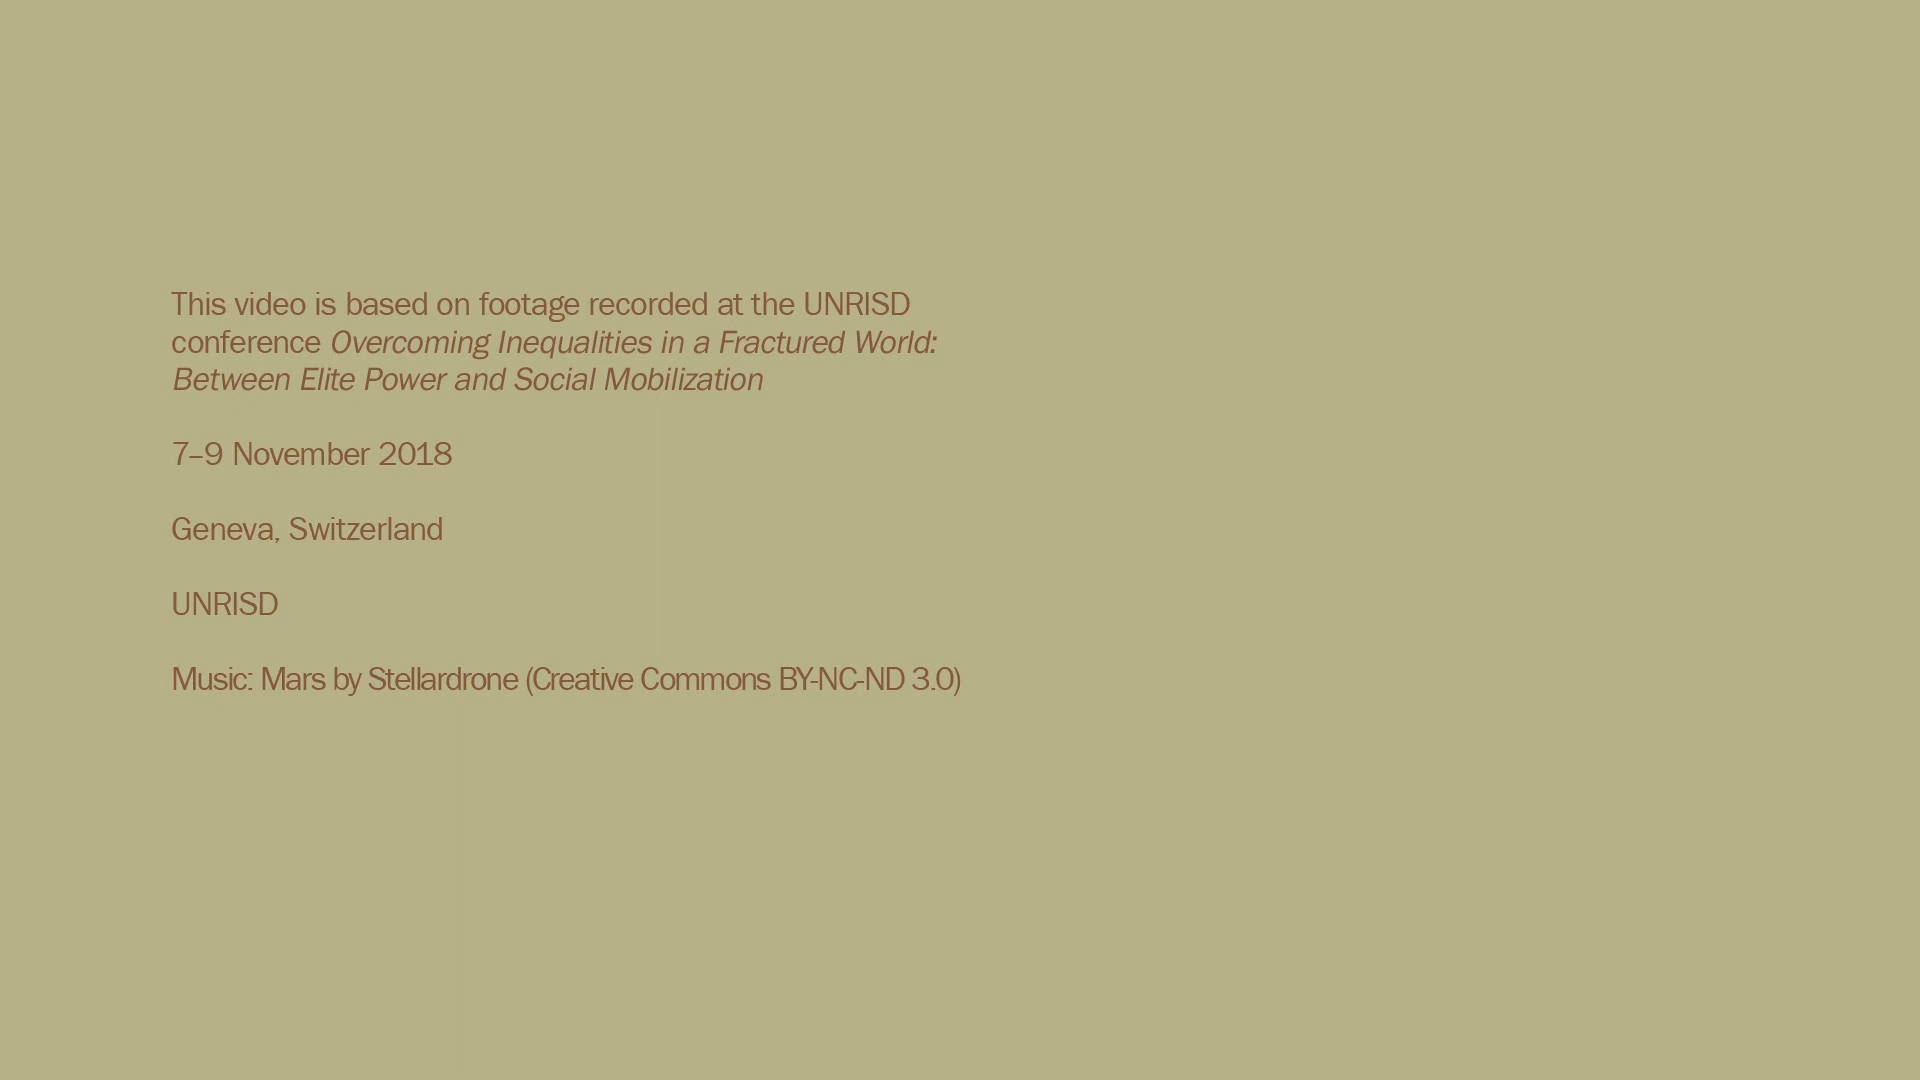 This video is based on footage recorded at the UNRISD
conference Overcoming Inequalities in a Fractured World:
Between Elite Power and Social Mobilization
7–9 November 2018
Geneva, Switzerland
UNRISD
Music: Mars by Stellardrone (Creative Commons BY-NC-ND 3.0)